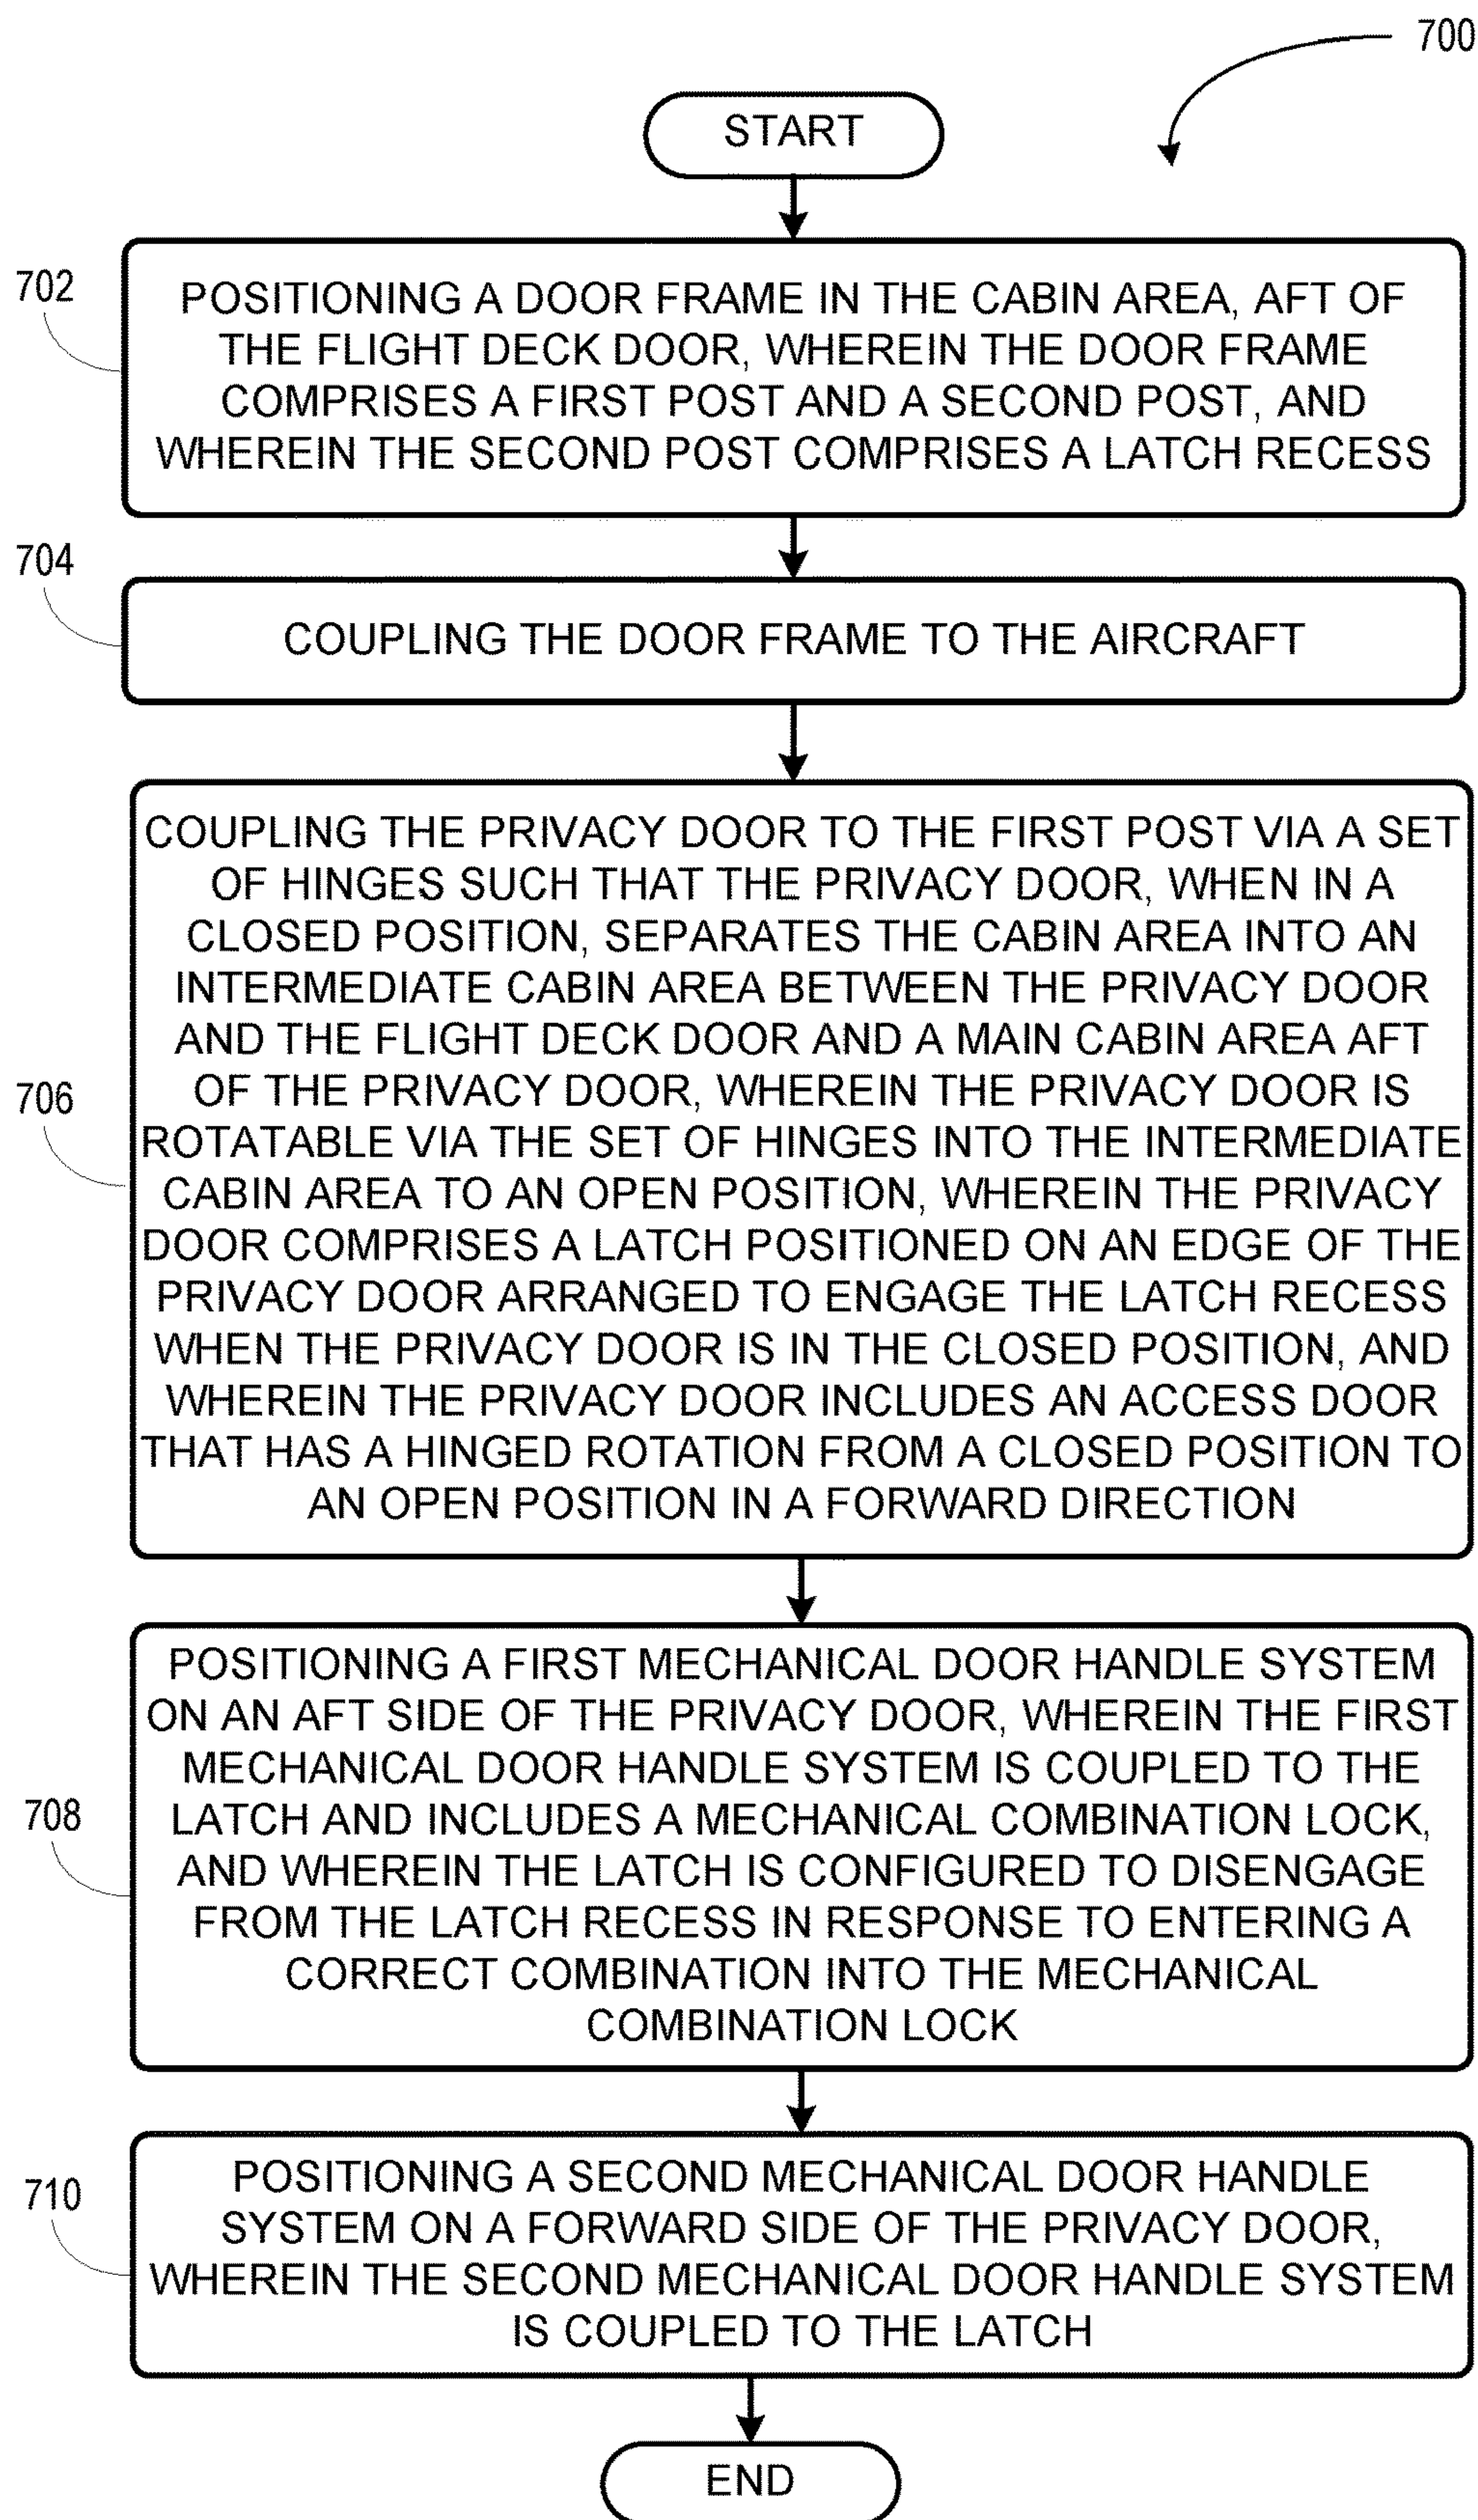 700
START
702
POSITIONING A DOOR FRAME IN THE CABIN AREA, AFT OF
THE FLIGHT DECK DOOR, WHEREIN THE DOOR FRAME
COMPRISES A FIRST POST AND A SECOND POST, AND
WHEREIN THE SECOND POST COMPRISES A LATCH RECESS
704
COUPLING THE DOOR FRAME TO THE AIRCRAFT
706
COUPLING THE PRIVACY DOOR TO THE FIRST POST VIA A SET
OF HINGES SUCH THAT THE PRIVACY DOOR, WHEN IN A
CLOSED POSITION, SEPARATES THE CABIN AREA INTO AN
INTERMEDIATE CABIN AREA BETWEEN THE PRIVACY DOOR
AND THE FLIGHT DECK DOOR AND A MAIN CABIN AREA AFT
OF THE PRIVACY DOOR, WHEREIN THE PRIVACY DOOR IS
ROTATABLE VIA THE SET OF HINGES INTO THE INTERMEDIATE
CABIN AREA TO AN OPEN POSITION, WHEREIN THE PRIVACY
DOOR COMPRISES A LATCH POSITIONED ON AN EDGE OF THE
PRIVACY DOOR ARRANGED TO ENGAGE THE LATCH RECESS
WHEN THE PRIVACY DOOR IS IN THE CLOSED POSITION, AND
WHEREIN THE PRIVACY DOOR INCLUDES AN ACCESS DOOR
THAT HAS A HINGED ROTATION FROM A CLOSED POSITION TO
AN OPEN POSITION IN A FORWARD DIRECTION
708
POSITIONING A FIRST MECHANICAL DOOR HANDLE SYSTEM
ON AN AFT SIDE OF THE PRIVACY DOOR, WHEREIN THE FIRST
MECHANICAL DOOR HANDLE SYSTEM IS COUPLED TO THE
LATCH AND INCLUDES A MECHANICAL COMBINATION LOCK,
AND WHEREIN THE LATCH IS CONFIGURED TO DISENGAGE
FROM THE LATCH RECESS IN RESPONSE TO ENTERING A
CORRECT COMBINATION INTO THE MECHANICAL
COMBINATION LOCK
710
POSITIONING A SECOND MECHANICAL DOOR HANDLE
SYSTEM ON A FORWARD SIDE OF THE PRIVACY DOOR,
WHEREIN THE SECOND MECHANICAL DOOR HANDLE SYSTEM
IS COUPLED TO THE LATCH
END